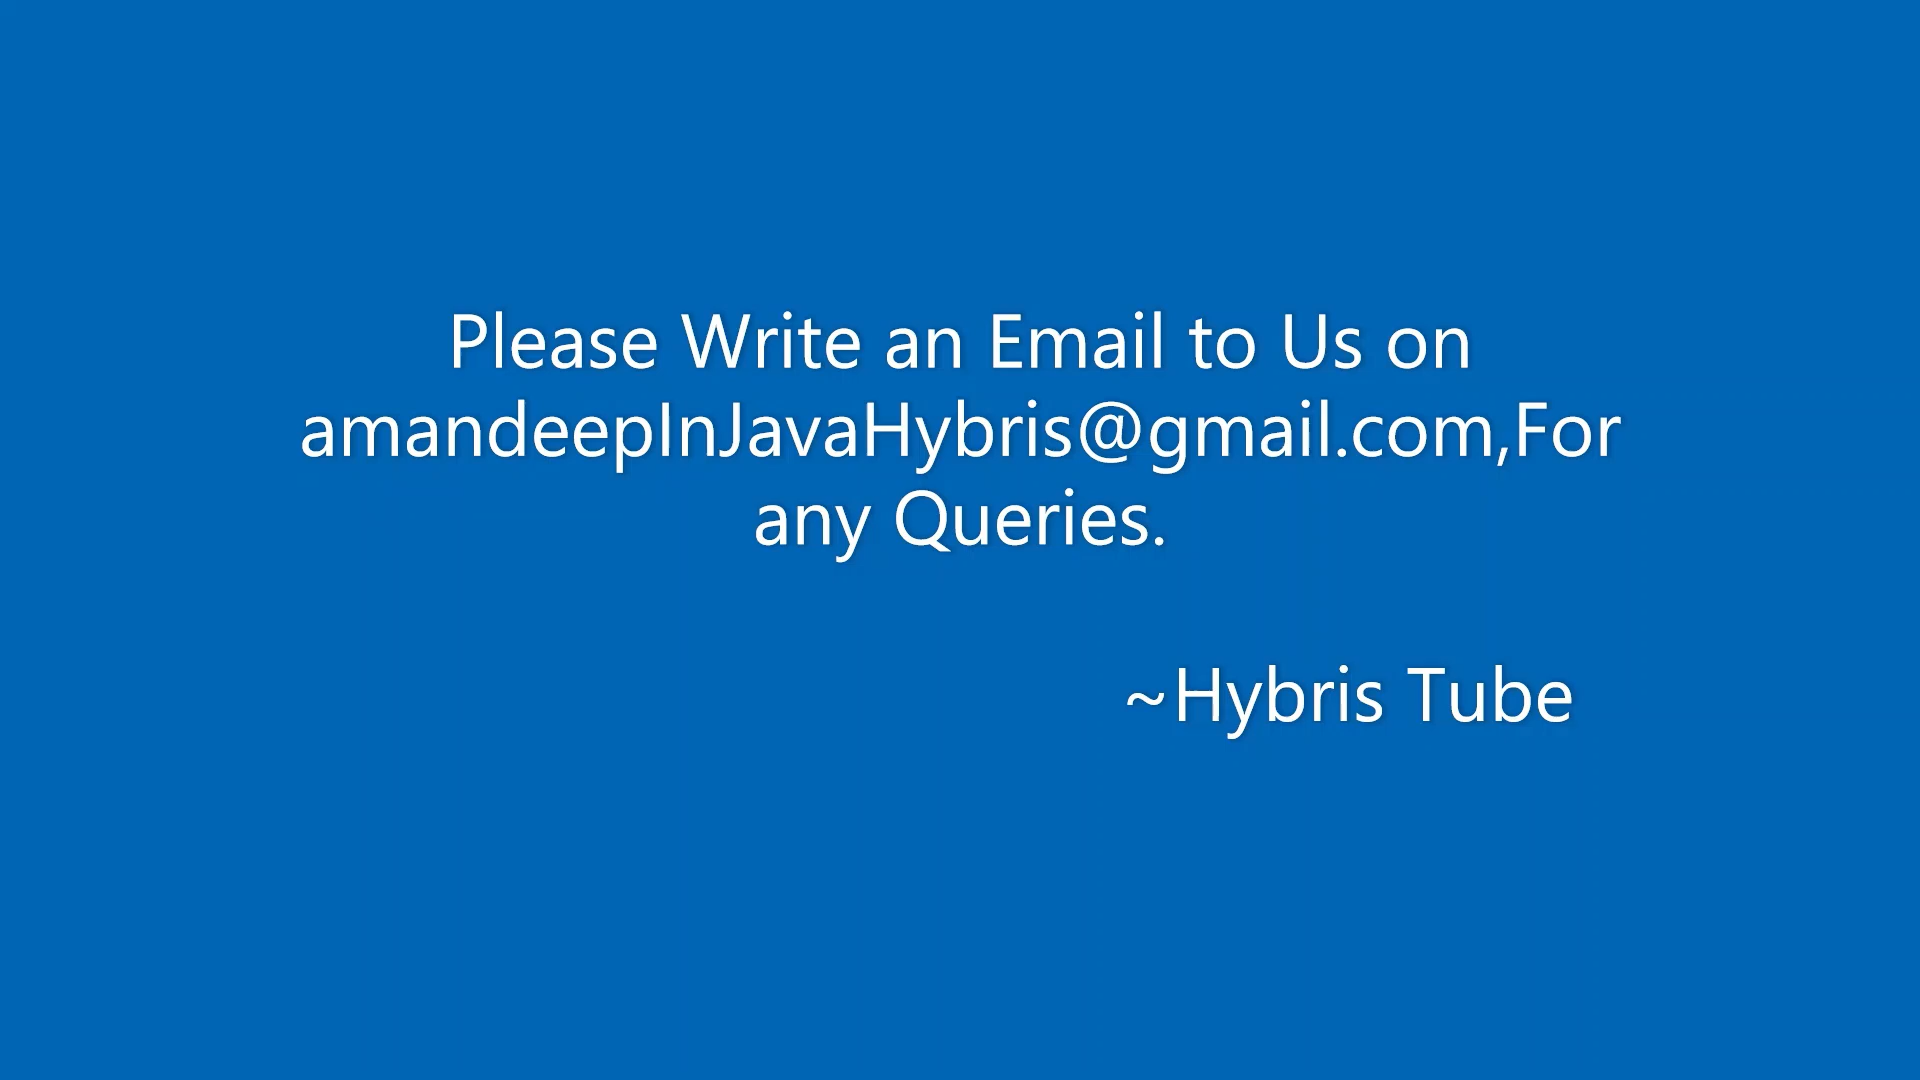 Please Write an Email to Us on
amandeepInJavaHybris@gmail.com,For
any Queries.
~Hybris Tube